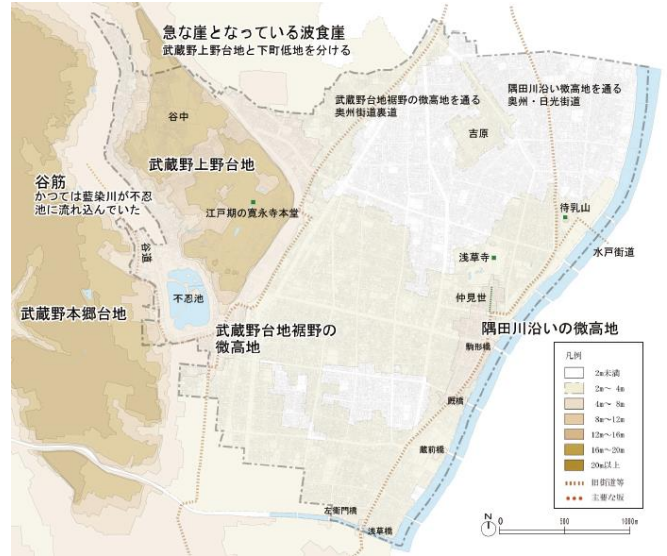 急な崖となっている波食崖
武蔵野上野台地と下町低地を分ける
武蔵野台地裾野の微高地を通る
奥州街道裏道
隅田川沿い微高地を通る
奥州・日光街道
谷中
吉原
武蔵野上野台地
谷筋
かつては藍染川が不忍
池に流れ込んでいた
江戸期の寛永寺本堂
待乳山
谷道
浅草寺
水戸街道
不忍池
仲見世
武蔵野本郷台地
武蔵野台地裾野の
微高地
隅田川沿いの微高地
駒形橋
凡例
2m未満
2m～ 4m
4m～ 8m
8m～12m
12m～16m
16m～20m
20m以上
旧街道等
主要な坂
厩橋
蔵前橋
左衛門橋
浅草橋
N
0 500 1000m